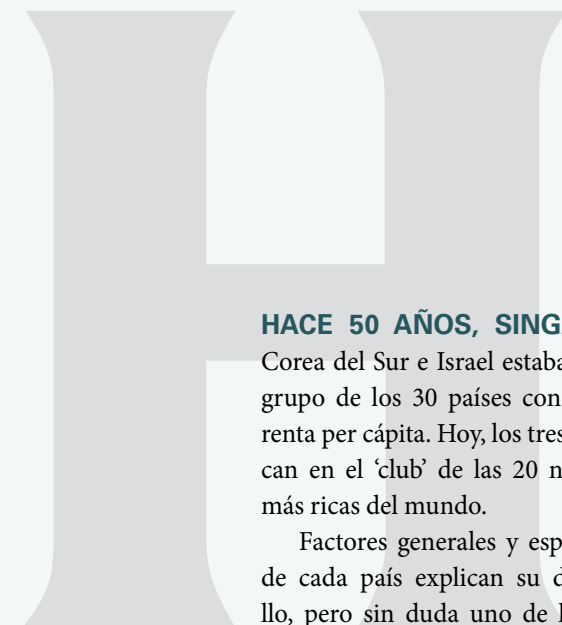 HACE 50 AÑOS, SING
Corea del Sur e Israel estab
grupo de los 30 países con
renta per cápita. Hoy, los tres
can en el ‘club’ de las 20 n
más ricas del mundo.
Factores generales y esp
de cada país explican su d
llo, pero sin duda uno de l